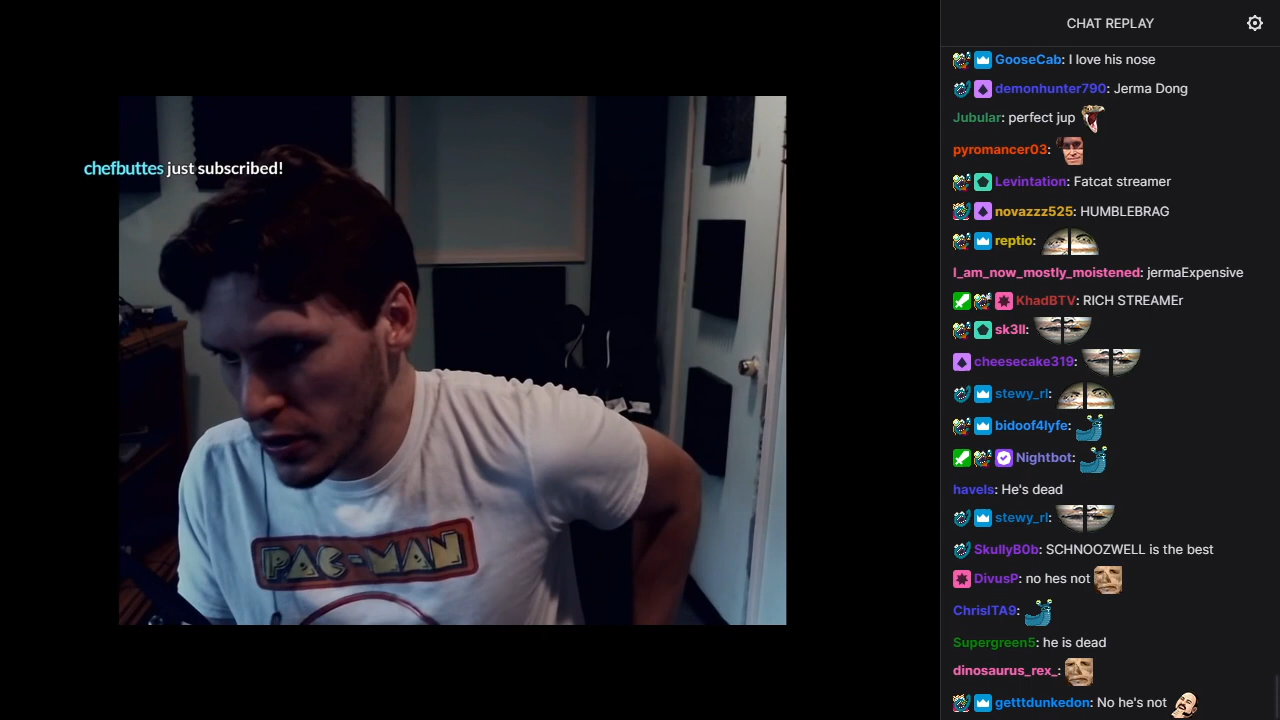 CHAT REPLAY
chefbuttes just subscribed!
PAC-MAN
GooseCab: I love his nose
demonhunter790: Jerma Dong
Jubular: perfect jup
pyromancer03:
Levintation: Fatcat streamer
novazzz525: HUMBLEBRAG
reptio:
I_am_now_mostly_moistened: jermaExpensive
KhadBTV: RICH STREAMEr
sk3ll:
cheesecake319:
stewy_rl:
bidoof4lyfe:
Nightbot:
havels: He's dead
stewy_rl:
SkullyB0b: SCHNOOZWELL is the best
DivusP: no hes not
ChrisITA9:
Supergreen5: he is dead
dinosaurus_rex_:
getttdunkedon: No he's not